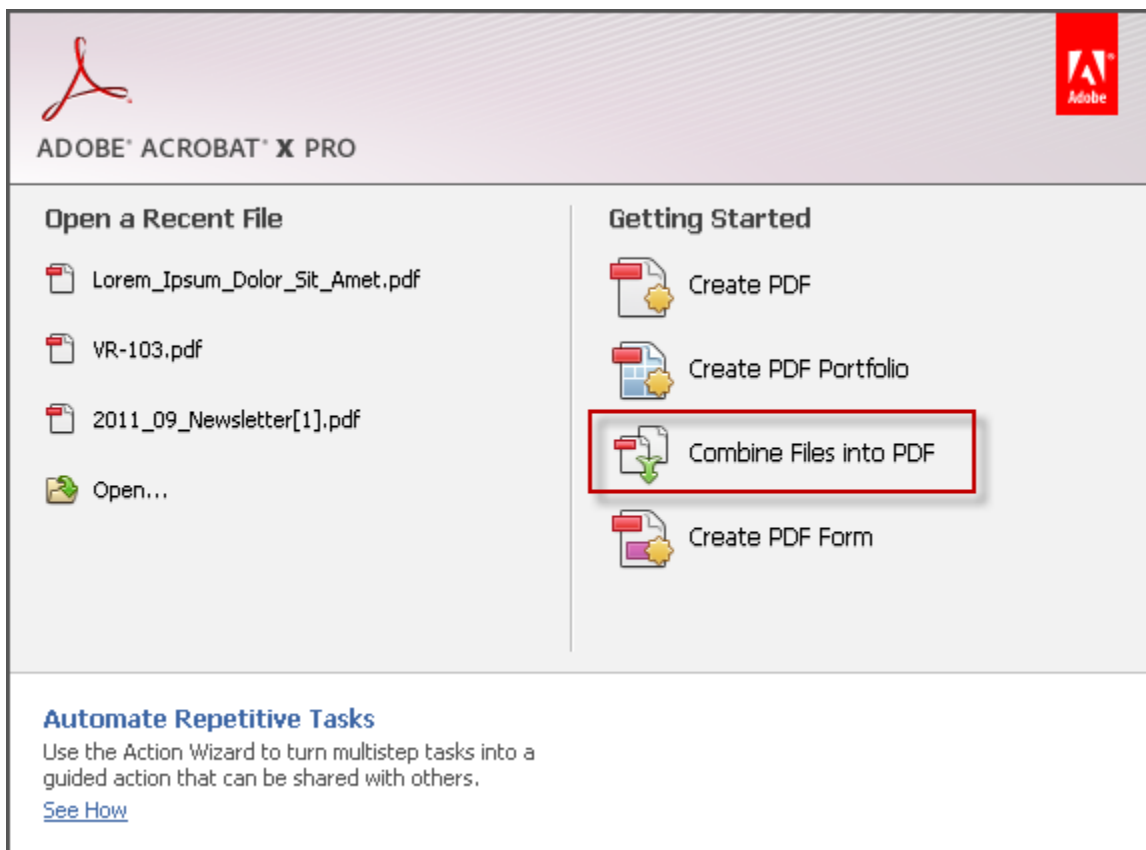 Adobe
ADOBE® ACROBAT® X PRO
Open a Recent File
Lorem_Ipsum_Dolor_Sit_Amet.pdf
VR-103.pdf
2011_09_Newsletter[1].pdf
Open...
Getting Started
Create PDF
Create PDF Portfolio
Combine Files into PDF
Create PDF Form
Automate Repetitive Tasks
Use the Action Wizard to turn multistep tasks into a
guided action that can be shared with others.
See How